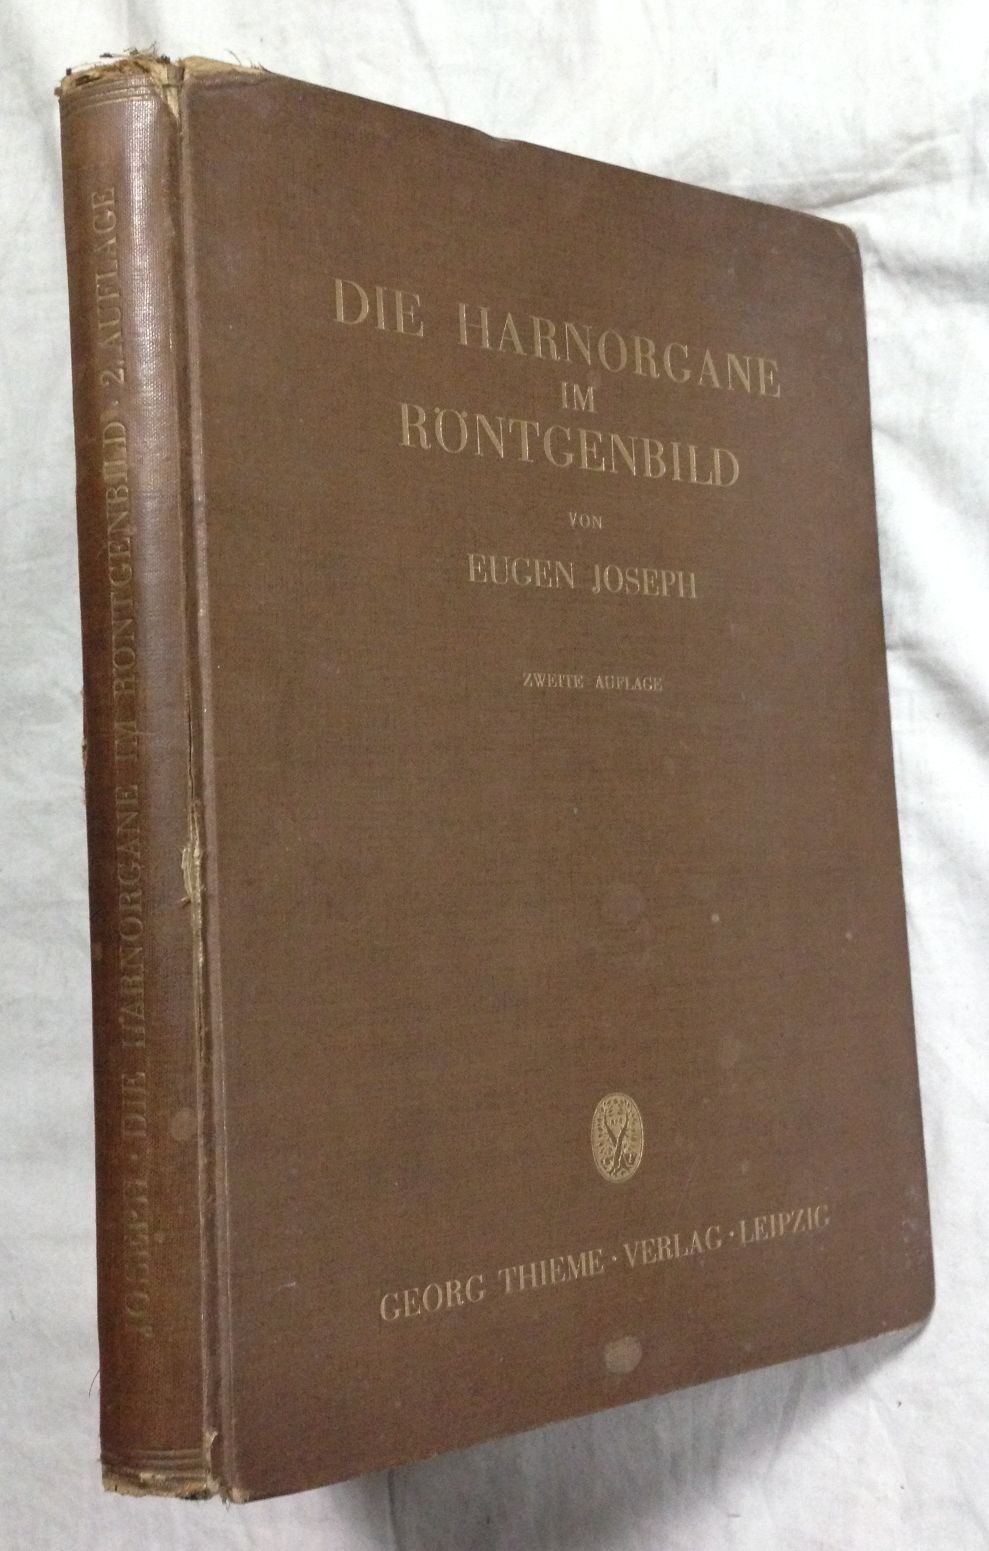 DIE HARNORGANE
IM
RÖNTGENBILD
VON
EUGEN JOSEPH
ZWEITE AUFLAGE
GEORG THIEME · VERLAG · LEIPZIG
JOSEPH · DIE HARNORGANE IM RÖNTGENBILD · 2. AUFLAGE